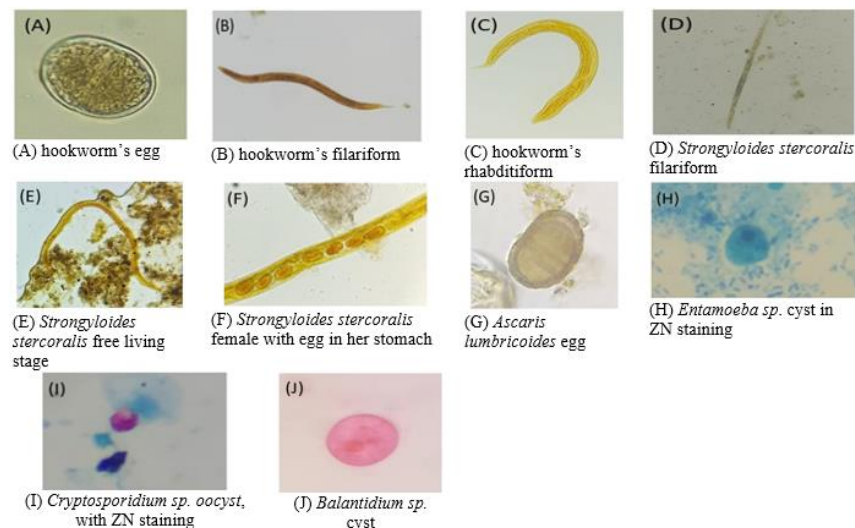 (A)
(B)
(C)
(D)
(A) hookworm's egg
(B) hookworm's filariform
(C) hookworm's
rhabditiform
(D) Strongyloides stercoralis
filariform
(E)
(F)
(G)
(H)
(E) Strongyloides
stercoralis free living
stage
(F) Strongyloides stercoralis
female with egg in her stomach
(G) Ascaris
lumbricoides egg
(H) Entamoeba sp. cyst in
ZN staining
(I)
(J)
(I) Cryptosporidium sp. oocyst,
with ZN staining
(J) Balantidium sp.
cyst